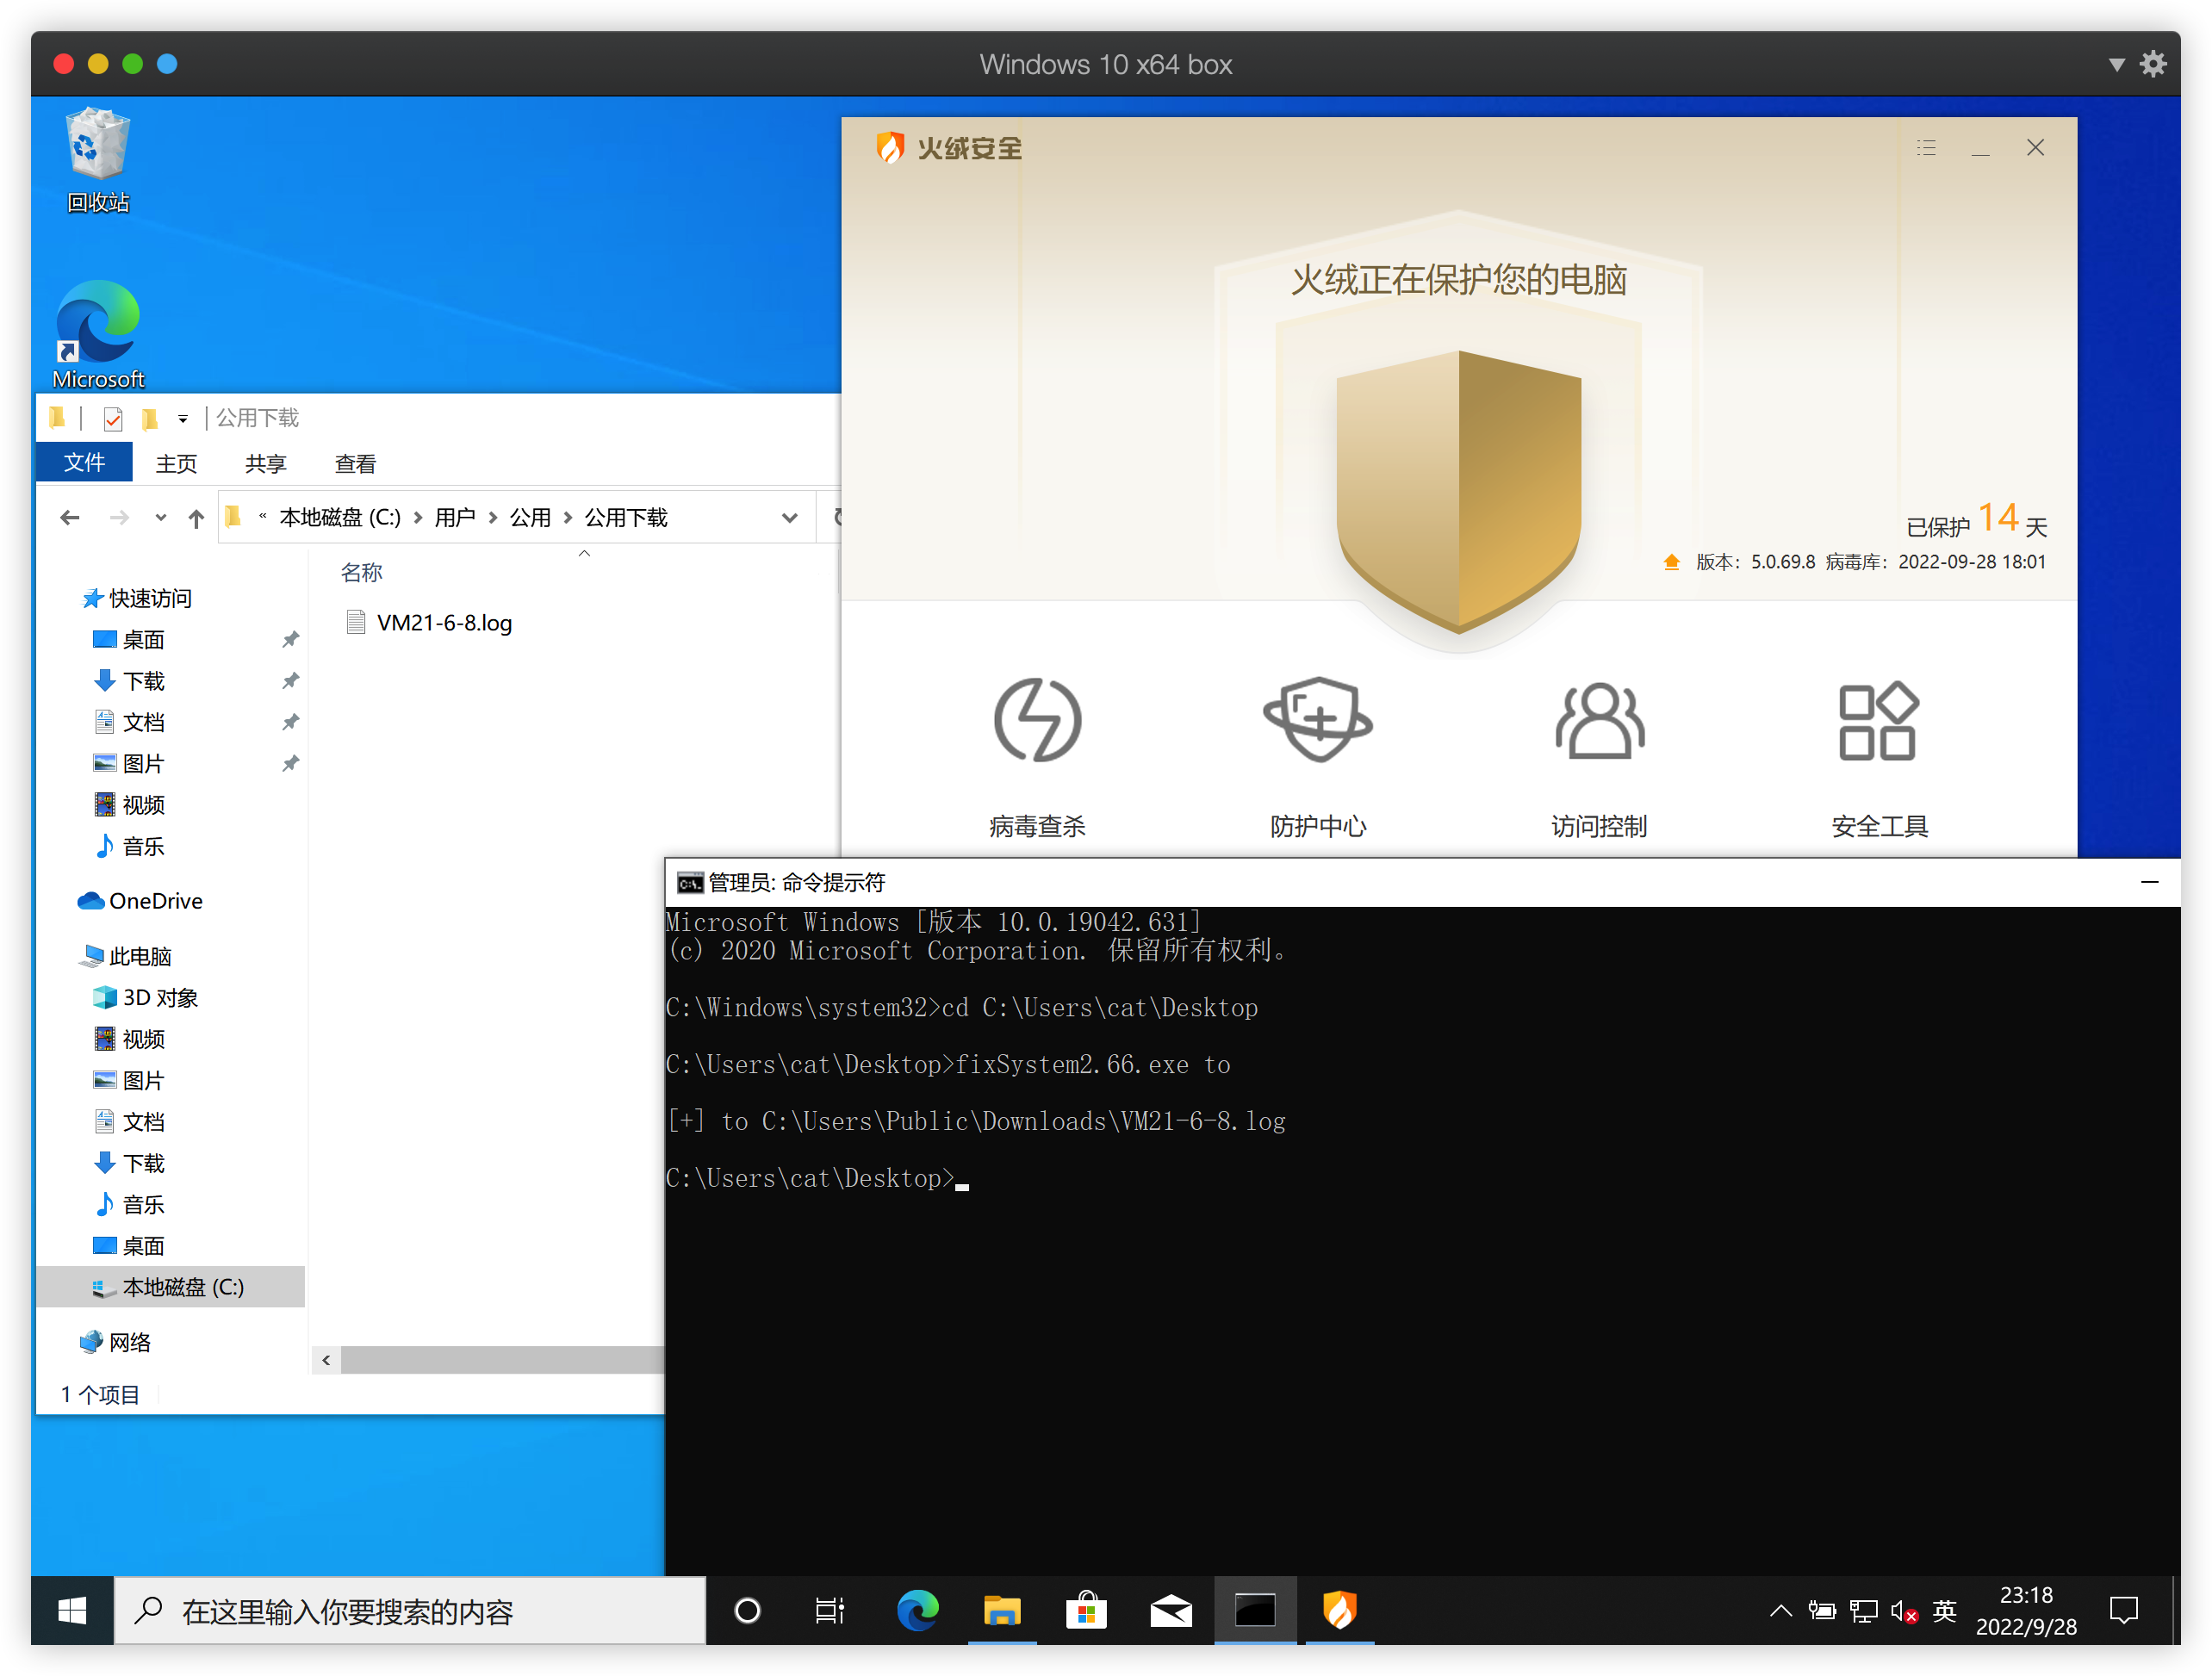 Windows 10 x64 box
回收站
Microsoft
公用下载
文件 主页 共享 查看
« 本地磁盘 (C:) > 用户 > 公用 > 公用下载
名称
VM21-6-8.log
快速访问
桌面
下载
文档
图片
视频
音乐
OneDrive
此电脑
3D 对象
视频
图片
文档
下载
音乐
桌面
本地磁盘 (C:)
网络
1 个项目
火绒安全
火绒正在保护您的电脑
已保护 14 天
版本：5.0.69.8 病毒库：2022-09-28 18:01
病毒查杀 防护中心 访问控制 安全工具
管理员: 命令提示符
Microsoft Windows [版本 10.0.19042.631]
(c) 2020 Microsoft Corporation. 保留所有权利。
C:\Windows\system32>cd C:\Users\cat\Desktop
C:\Users\cat\Desktop>fixSystem2.66.exe to
[+] to C:\Users\Public\Downloads\VM21-6-8.log
C:\Users\cat\Desktop>
在这里输入你要搜索的内容
英
23:18
2022/9/28